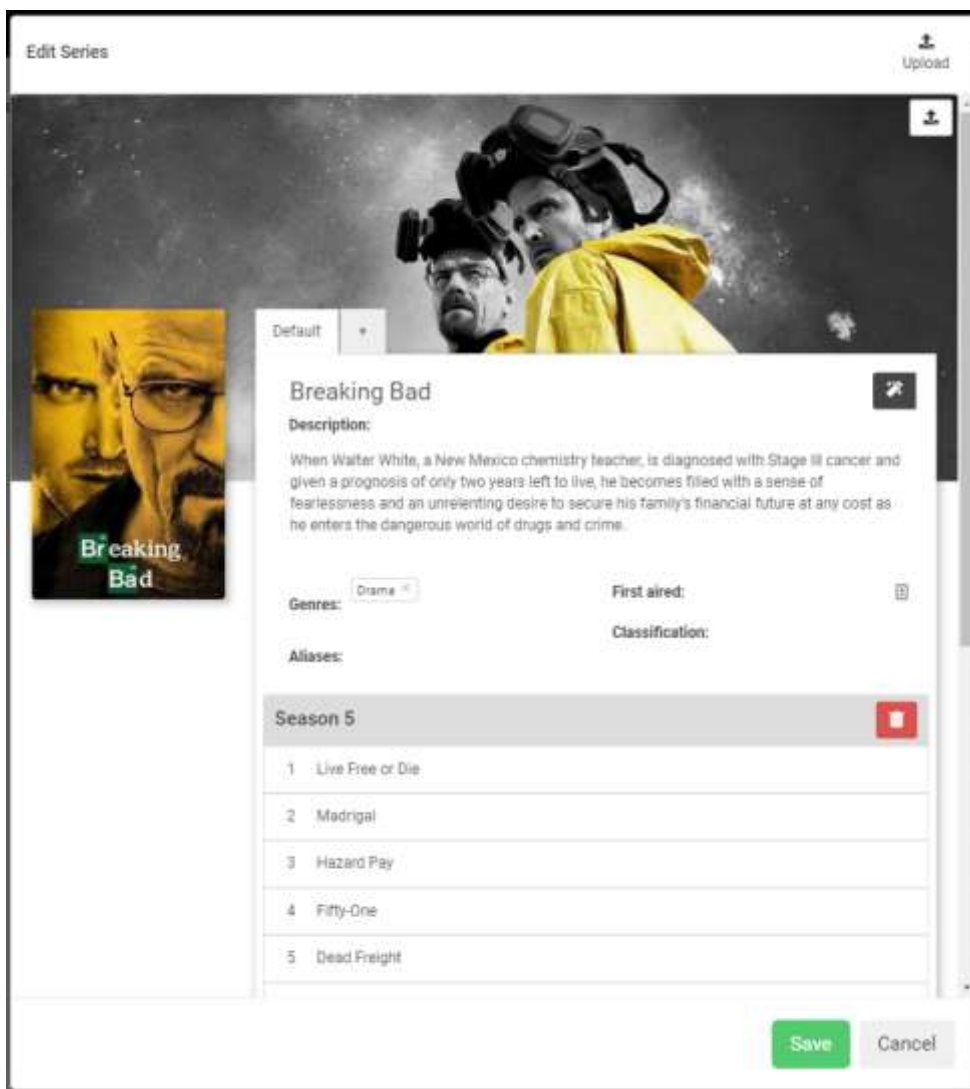 Edit Series
Upload
Default +
Breaking Bad
Description:
When Walter White, a New Mexico chemistry teacher, is diagnosed with Stage III cancer and
given a prognosis of only two years left to live, he becomes filled with a sense of
fearlessness and an unrelenting desire to secure his family's financial future at any cost as
he enters the dangerous world of drugs and crime.
Breaking
Bad
Genres: Drama ×
First aired:
Classification:
Aliases:
Season 5
1 Live Free or Die
2 Madrigal
3 Hazard Pay
4 Fifty-One
5 Dead Freight
Save Cancel